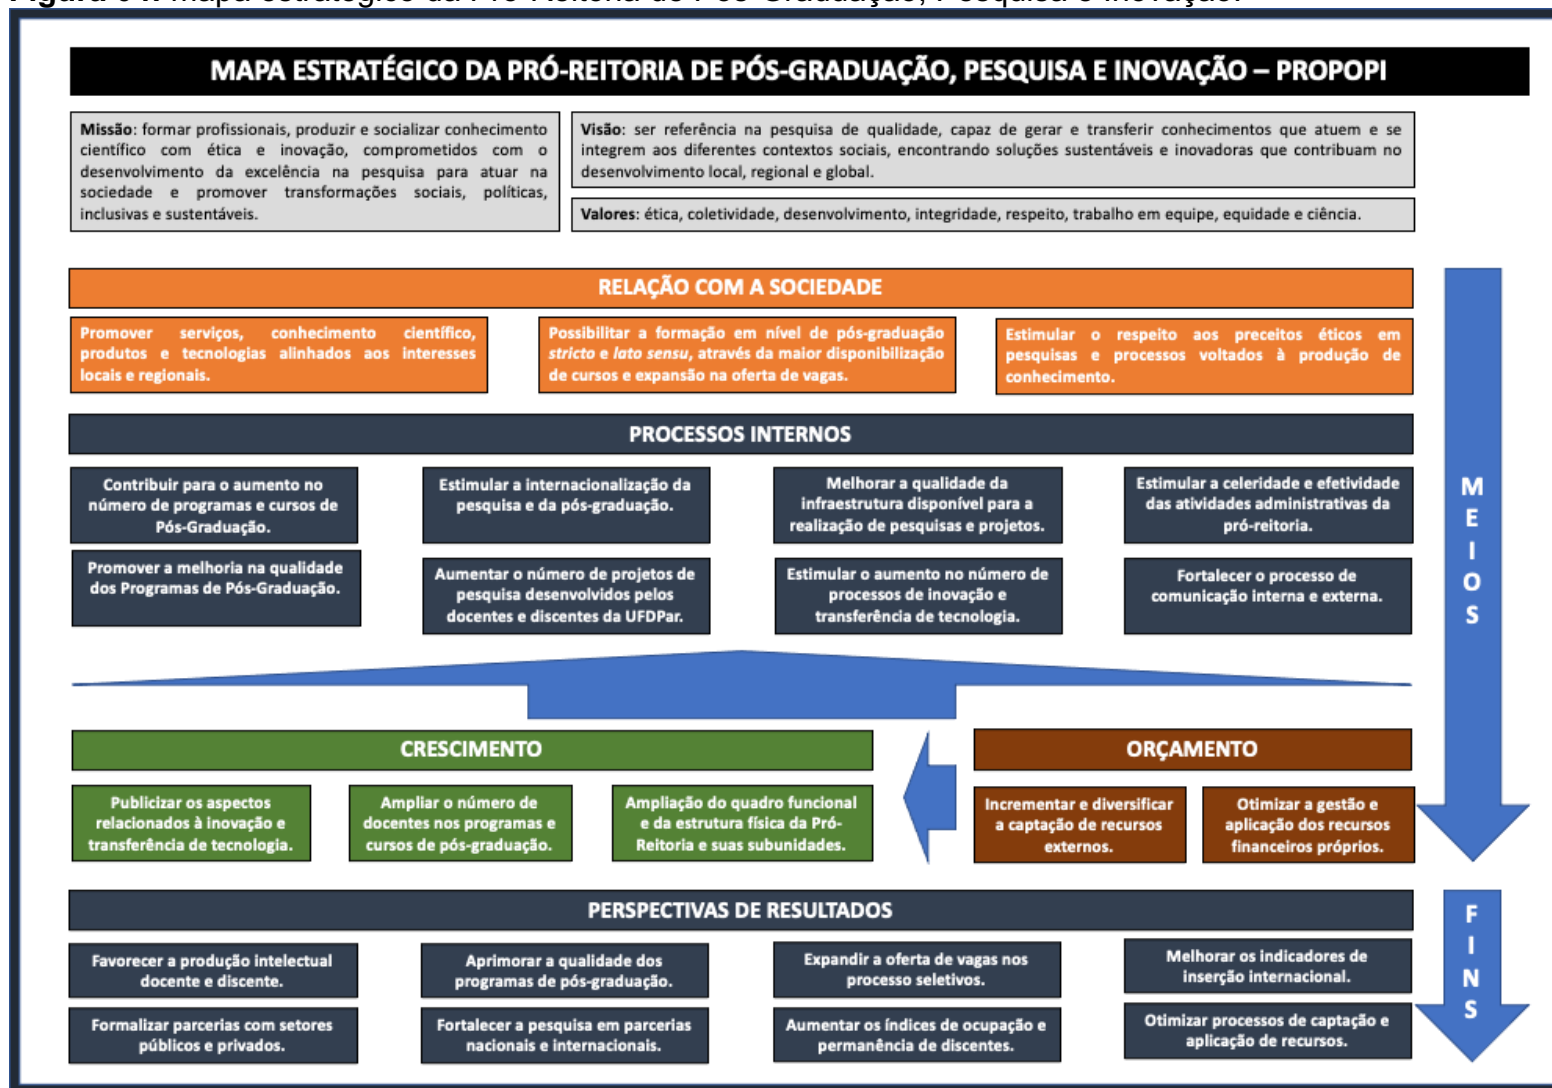 MAPA ESTRATÉGICO DA PRÓ-REITORIA DE PÓS-GRADUAÇÃO, PESQUISA E INOVAÇÃO – PROPOPI
Missão: formar profissionais, produzir e socializar conhecimento
científico com ética e inovação, comprometidos com o
desenvolvimento da excelência na pesquisa para atuar na
sociedade e promover transformações sociais, políticas,
inclusivas e sustentáveis.
Visão: ser referência na pesquisa de qualidade, capaz de gerar e transferir conhecimentos que atuem e se
integrem aos diferentes contextos sociais, encontrando soluções sustentáveis e inovadoras que contribuam no
desenvolvimento local, regional e global.
Valores: ética, coletividade, desenvolvimento, integridade, respeito, trabalho em equipe, equidade e ciência.
RELAÇÃO COM A SOCIEDADE
Promover serviços, conhecimento científico,
produtos e tecnologias alinhados aos interesses
locais e regionais.
Possibilitar a formação em nível de pós-graduação
stricto e lato sensu, através da maior disponibilização
de cursos e expansão na oferta de vagas.
Estimular o respeito aos preceitos éticos em
pesquisas e processos voltados à produção de
conhecimento.
PROCESSOS INTERNOS
Contribuir para o aumento no
número de programas e cursos de
Pós-Graduação.
Estimular a internacionalização da
pesquisa e da pós-graduação.
Melhorar a qualidade da
infraestrutura disponível para a
realização de pesquisas e projetos.
Estimular a celeridade e efetividade
das atividades administrativas da
pró-reitoria.
Promover a melhoria na qualidade
dos Programas de Pós-Graduação.
Aumentar o número de projetos de
pesquisa desenvolvidos pelos
docentes e discentes da UFDPar.
Estimular o aumento no número de
processos de inovação e
transferência de tecnologia.
Fortalecer o processo de
comunicação interna e externa.
MEIOS
CRESCIMENTO
Publicizar os aspectos
relacionados à inovação e
transferência de tecnologia.
Ampliar o número de
docentes nos programas e
cursos de pós-graduação.
Ampliação do quadro funcional
e da estrutura física da Pró-
Reitoria e suas subunidades.
ORÇAMENTO
Incrementar e diversificar
a captação de recursos
externos.
Otimizar a gestão e
aplicação dos recursos
financeiros próprios.
PERSPECTIVAS DE RESULTADOS
Favorecer a produção intelectual
docente e discente.
Aprimorar a qualidade dos
programas de pós-graduação.
Expandir a oferta de vagas nos
processo seletivos.
Melhorar os indicadores de
inserção internacional.
Formalizar parcerias com setores
públicos e privados.
Fortalecer a pesquisa em parcerias
nacionais e internacionais.
Aumentar os índices de ocupação e
permanência de discentes.
Otimizar processos de captação e
aplicação de recursos.
FINS